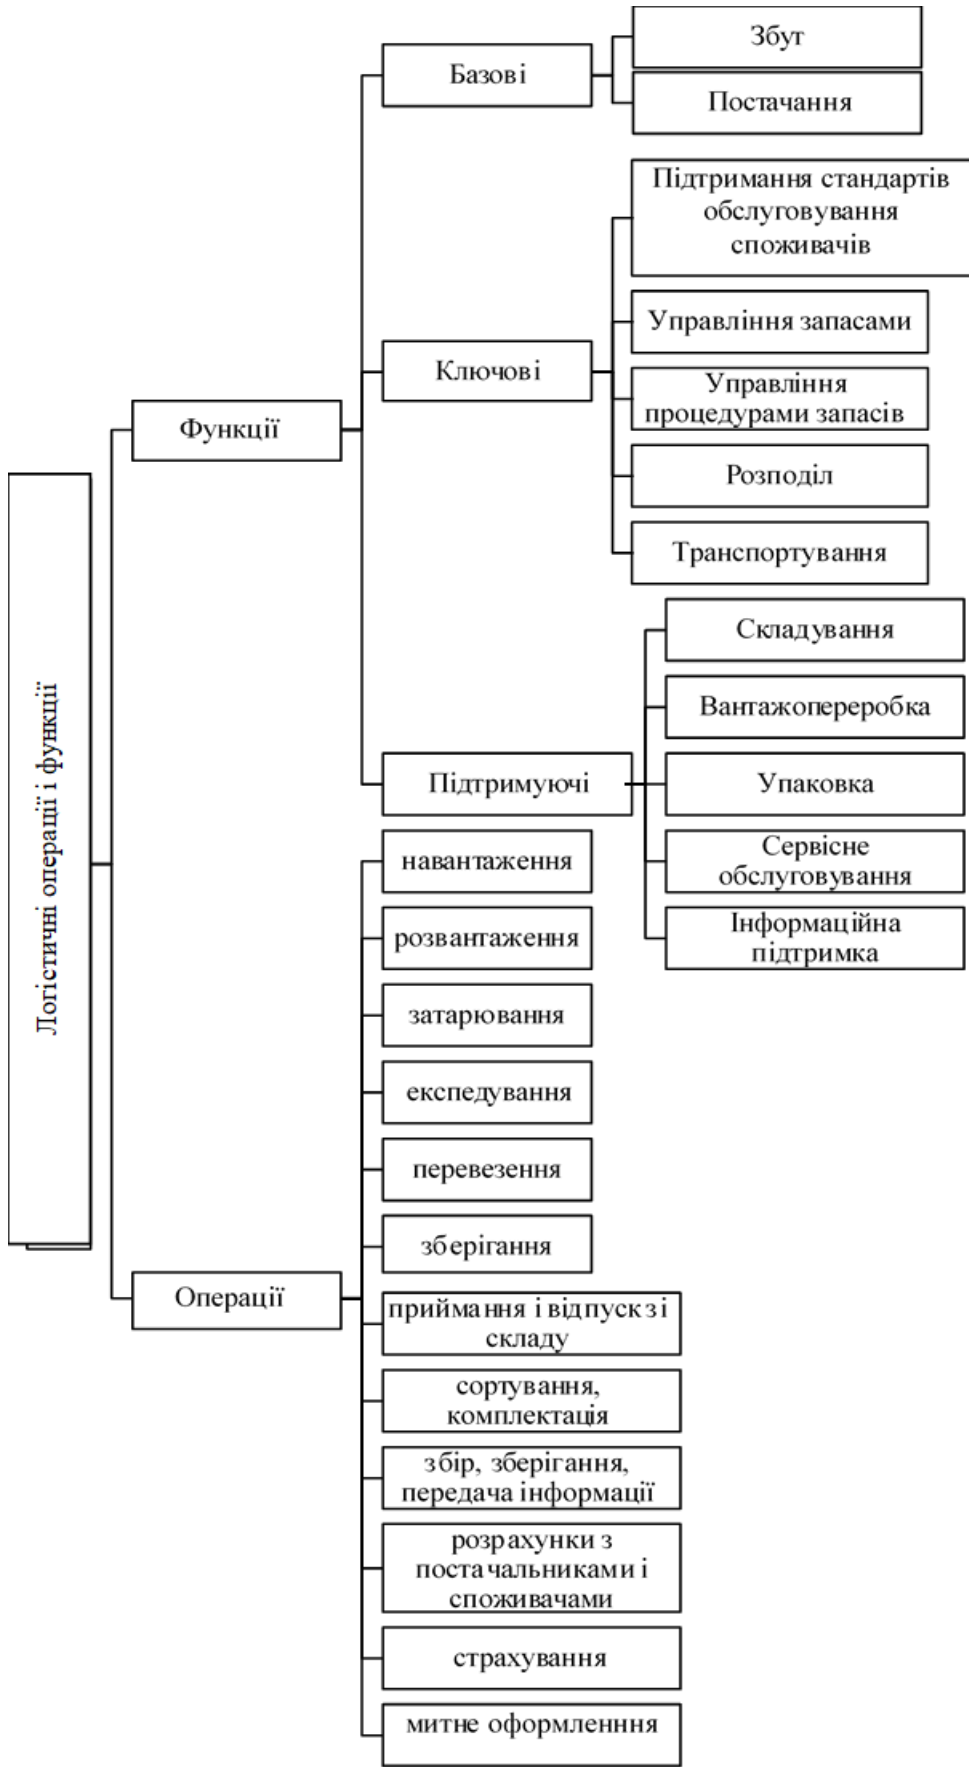 Логістичні операції і функції
Функції
Базові
Збут
Постачання
Ключові
Підтримання стандартів
обслуговування
споживачів
Управління запасами
Управління
процедурами запасів
Розподіл
Транспортування
Підтримуючі
Складування
Вантажопереробка
Упаковка
Сервісне
обслуговування
Інформаційна
підтримка
Операції
навантаження
розвантаження
затарювання
експедування
перевезення
зберігання
приймання і відпуск зі
складу
сортування,
комплектація
збір, зберігання,
передача інформації
розрахунки з
постачальниками і
споживачами
страхування
митне оформленння